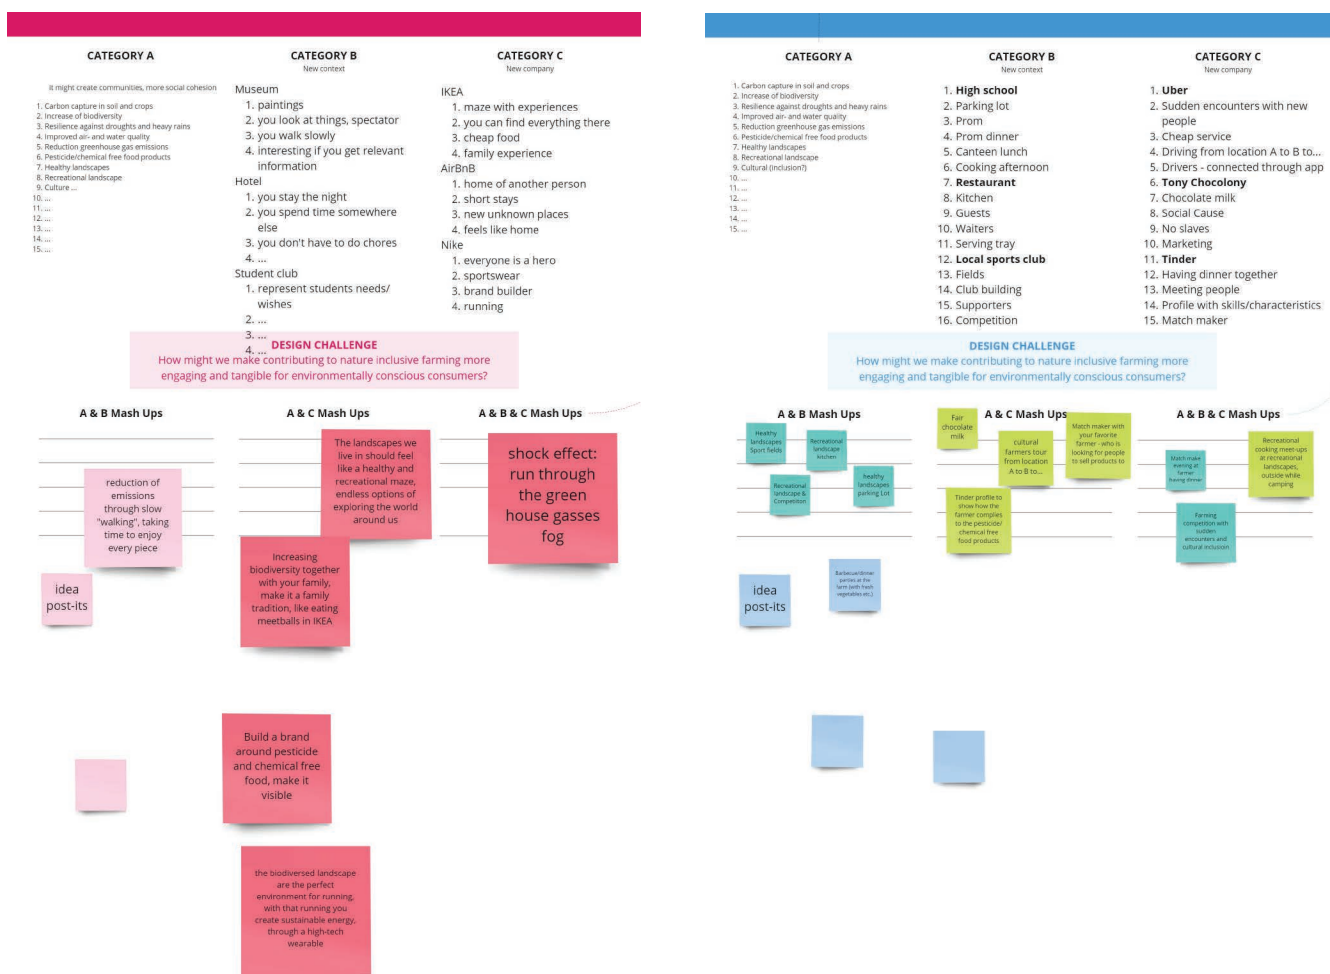 CATEGORY A
It might create communities, more social cohesion
1. Carbon capture in soil and crops
2. Increase of biodiversity
3. Resilience against droughts and heavy rains
4. Improved air- and water quality
5. Reduction greenhouse gas emissions
6. Pesticide/chemical free food products
7. Healthy landscapes
8. Recreational landscape
9. Culture ...
10. ...
11. ...
12. ...
13. ...
14. ...
15. ...
CATEGORY B
New context
Museum
1. paintings
2. you look at things, spectator
3. you walk slowly
4. interesting if you get relevant
information
Hotel
1. you stay the night
2. you spend time somewhere
else
3. you don't have to do chores
4. ...
Student club
1. represent students needs/
wishes
2. ...
3. ...
4. ...
CATEGORY C
New company
IKEA
1. maze with experiences
2. you can find everything there
3. cheap food
4. family experience
AirBnB
1. home of another person
2. short stays
3. new unknown places
4. feels like home
Nike
1. everyone is a hero
2. sportswear
3. brand builder
4. running
DESIGN CHALLENGE
How might we make contributing to nature inclusive farming more
engaging and tangible for environmentally conscious consumers?
A & B Mash Ups
reduction of
emissions
through slow
"walking", taking
time to enjoy
every piece
idea
post-its
A & C Mash Ups
The landscapes we
live in should feel
like a healthy and
recreational maze,
endless options of
exploring the world
around us
Increasing
biodiversity together
with your family,
make it a family
tradition, like eating
meetballs in IKEA
A & B & C Mash Ups
shock effect:
run through
the green
house gasses
fog
Build a brand
around pesticide
and chemical free
food, make it
visible
the biodiversed landscape
are the perfect
environment for running,
with that running you
create sustainable energy,
through a high-tech
wearable
CATEGORY A
1. Carbon capture in soil and crops
2. Increase of biodiversity
3. Resilience against droughts and heavy rains
4. Improved air- and water quality
5. Reduction greenhouse gas emissions
6. Pesticide/chemical free food products
7. Healthy landscapes
8. Recreational landscape
9. Cultural (inclusion?)
10. ...
11. ...
12. ...
13. ...
14. ...
15. ...
CATEGORY B
New context
1. High school
2. Parking lot
3. Prom
4. Prom dinner
5. Canteen lunch
6. Cooking afternoon
7. Restaurant
8. Kitchen
9. Guests
10. Waiters
11. Serving tray
12. Local sports club
13. Fields
14. Club building
15. Supporters
16. Competition
CATEGORY C
New company
1. Uber
2. Sudden encounters with new
people
3. Cheap service
4. Driving from location A to B to...
5. Drivers - connected through app
6. Tony Chocolony
7. Chocolate milk
8. Social Cause
9. No slaves
10. Marketing
11. Tinder
12. Having dinner together
13. Meeting people
14. Profile with skills/characteristics
15. Match maker
DESIGN CHALLENGE
How might we make contributing to nature inclusive farming more
engaging and tangible for environmentally conscious consumers?
A & B Mash Ups
Healthy
landscapes
Sport fields
Recreational
landscape
kitchen
Recreational
landscape &
Competiton
healthy
landscapes
parking Lot
idea
post-its
Barbecue/dinner
parties at the
farm (with fresh
vegetables etc.)
A & C Mash Ups
Fair
chocolate
milk
cultural
farmers tour
from location
A to B to...
Match maker with
your favorite
farmer - who is
looking for people
to sell products to
Tinder profile to
show how the
farmer complies
to the pesticide/
chemical free
food products
A & B & C Mash Ups
Match make
evening at
farmer
having dinner
Recreational
cooking meet-ups
at recreational
landscapes,
outside while
camping
Farming
competition with
sudden
encounters and
cultural inclusion